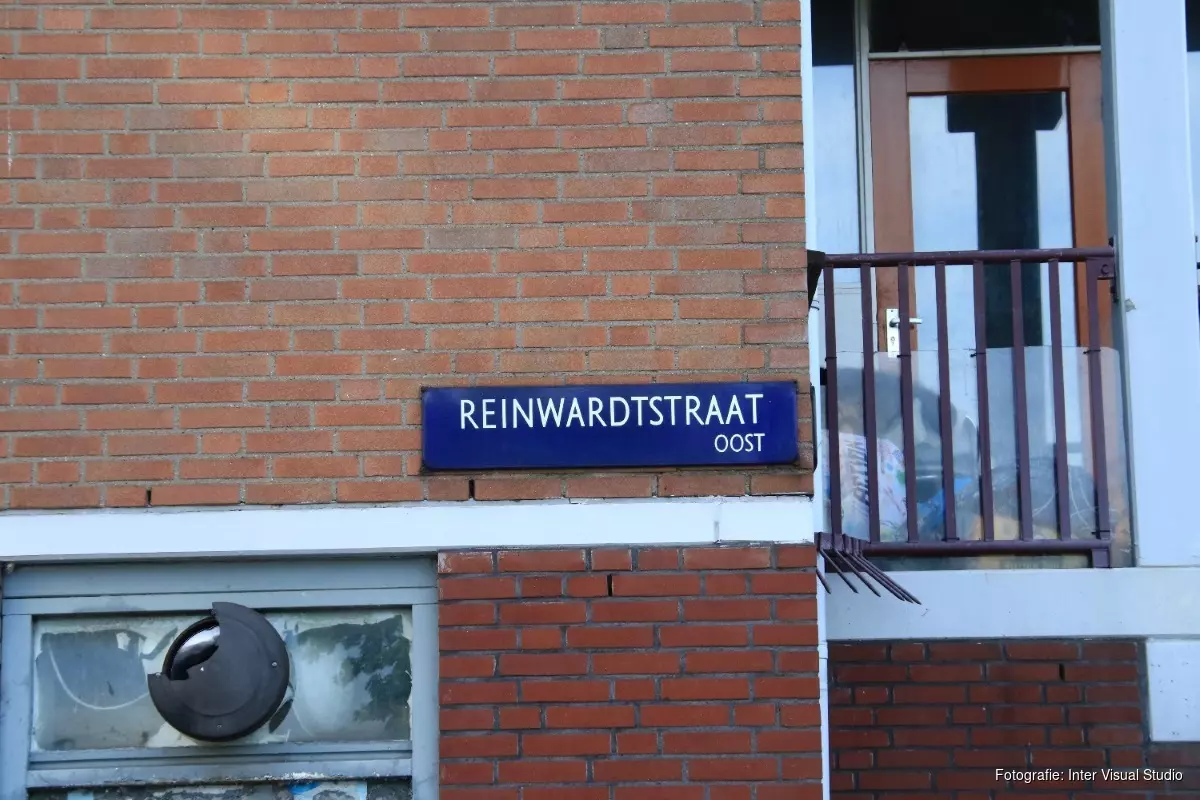 REINWARDTSTRAAT
OOST
Fotografie: Inter Visual Studio